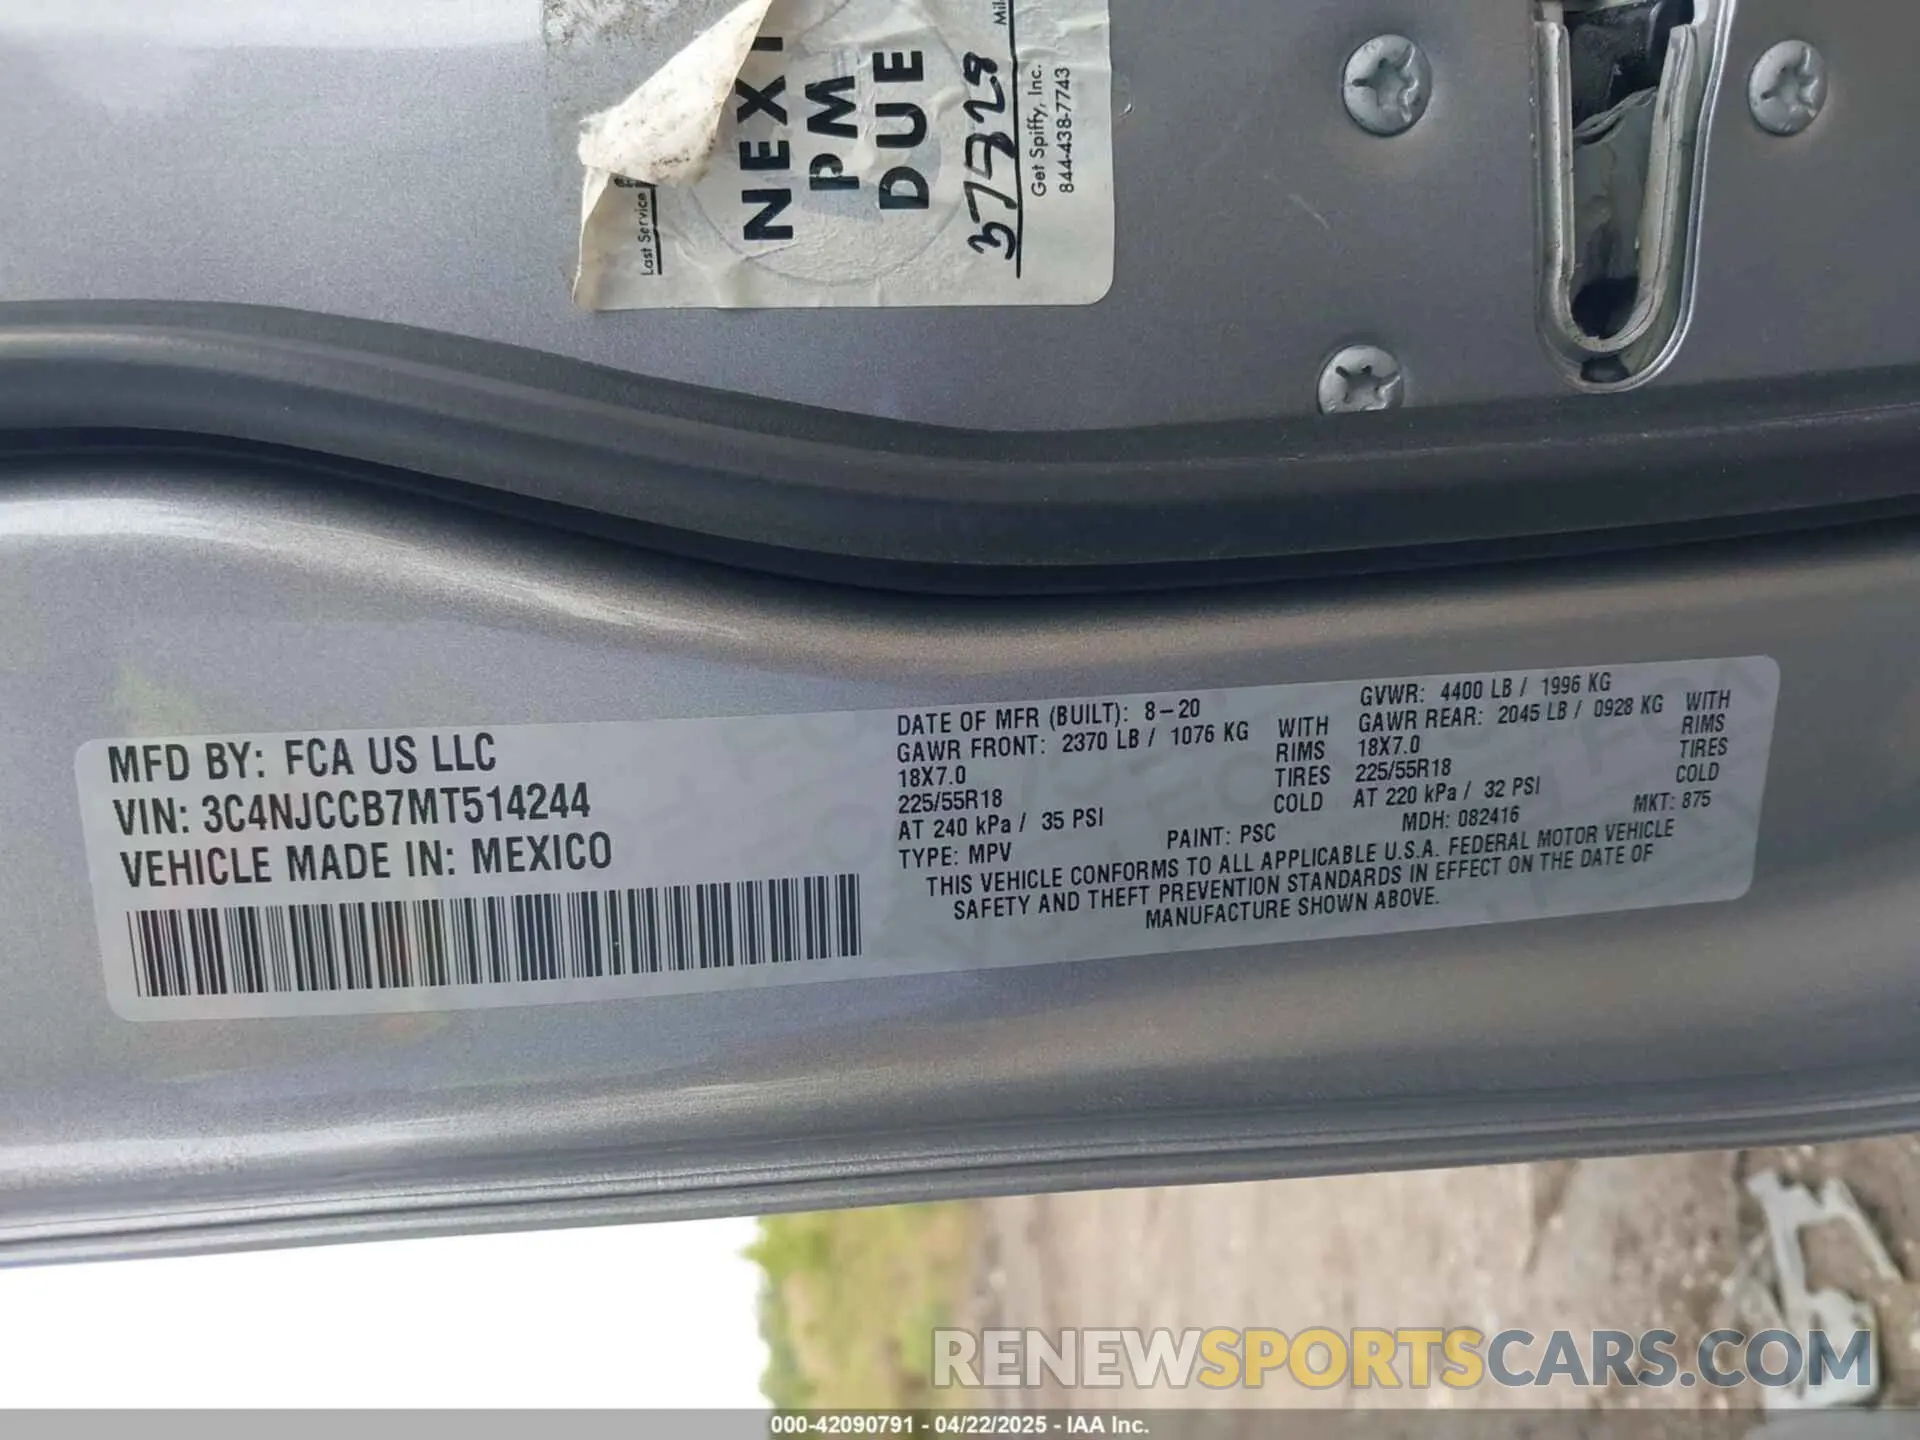 Last Service
NEXT
PM
DUE
37329
Get Spiffy, Inc.
844-438-7743
MFD BY: FCA US LLC
VIN: 3C4NJCCB7MT514244
VEHICLE MADE IN: MEXICO
DATE OF MFR (BUILT): 8-20
GAWR FRONT: 2370 LB / 1076 KG WITH
18X7.0 RIMS
225/55R18 TIRES
AT 240 kPa / 35 PSI COLD
TYPE: MPV PAINT: PSC
GVWR: 4400 LB / 1996 KG
GAWR REAR: 2045 LB / 0928 KG WITH
18X7.0 RIMS
225/55R18 TIRES
AT 220 kPa / 32 PSI COLD
MDH: 082416 MKT: 875
THIS VEHICLE CONFORMS TO ALL APPLICABLE U.S.A. FEDERAL MOTOR VEHICLE
SAFETY AND THEFT PREVENTION STANDARDS IN EFFECT ON THE DATE OF
MANUFACTURE SHOWN ABOVE.
RENEWSPORTSCARS.COM
000-42090791 - 04/22/2025 - IAA Inc.